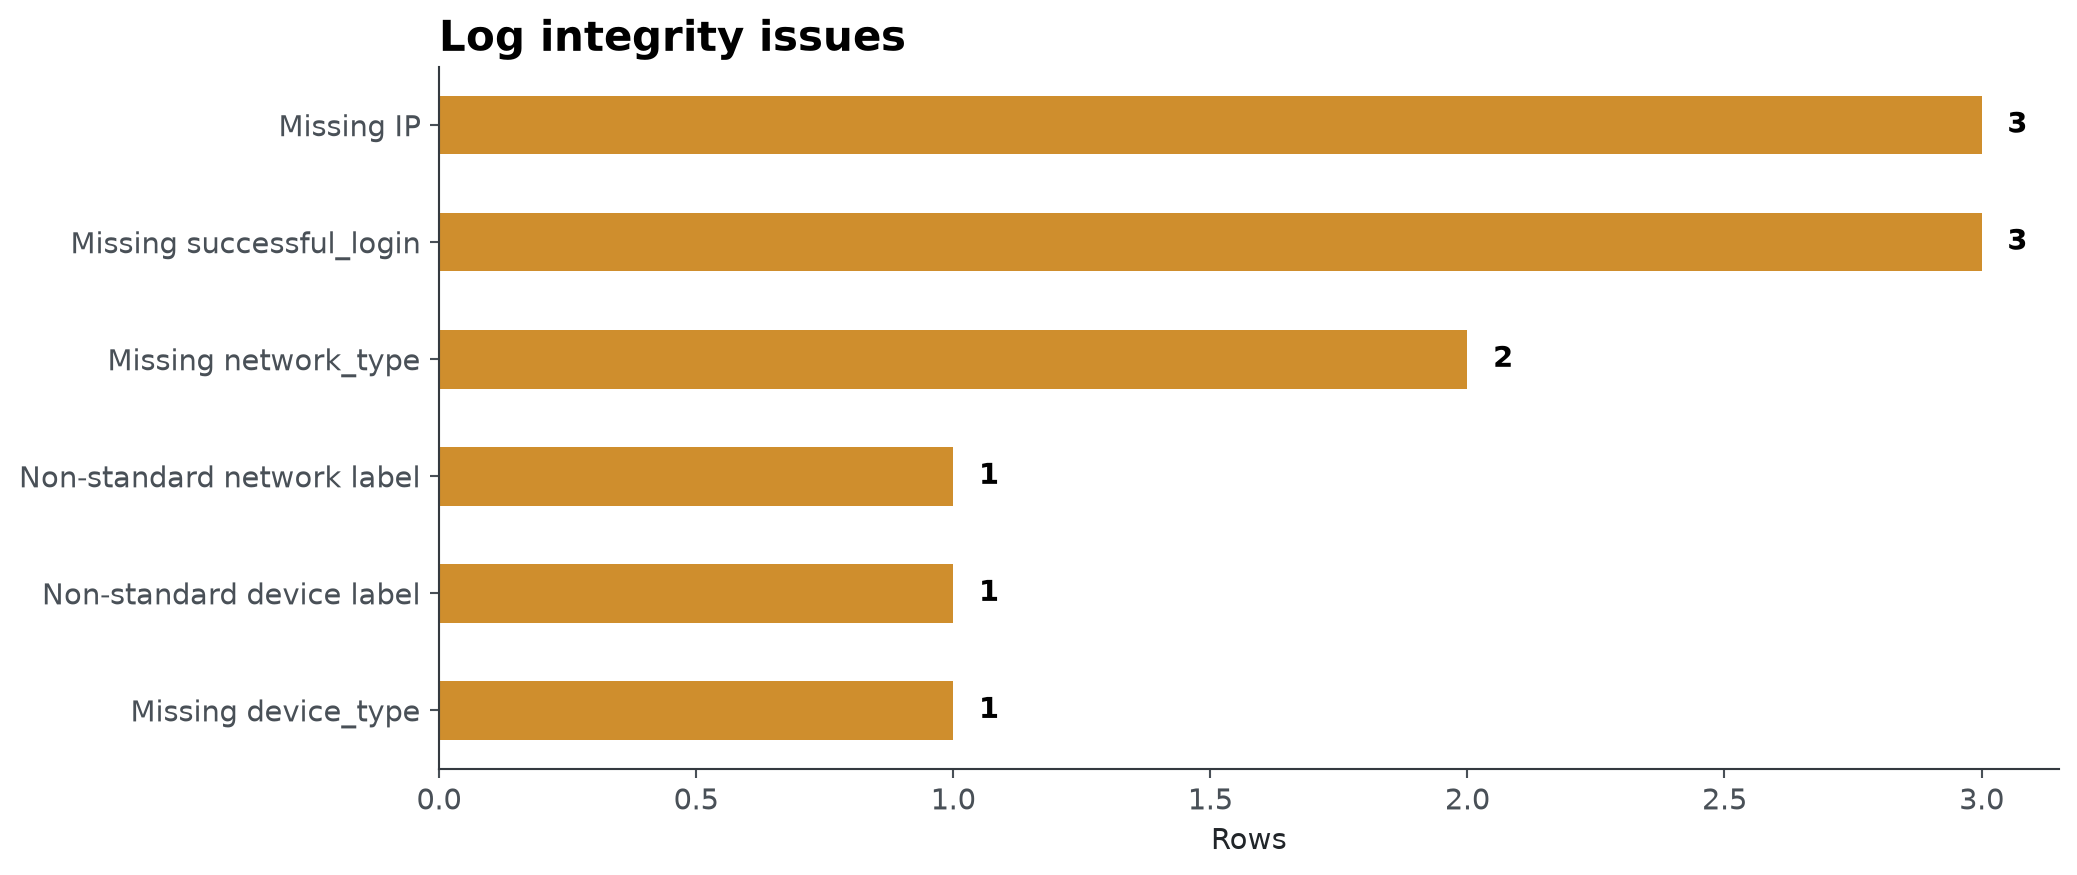 Log integrity issues
Missing IP
3
Missing successful_login
3
Missing network_type
2
Non-standard network label
1
Non-standard device label
1
Missing device_type
1
0.0 0.5 1.0 1.5 2.0 2.5 3.0
Rows